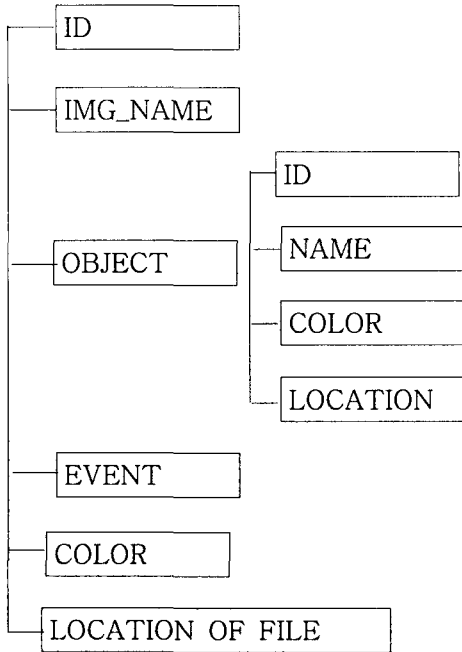 ID
IMG_NAME
OBJECT
ID
NAME
COLOR
LOCATION
EVENT
COLOR
LOCATION OF FILE